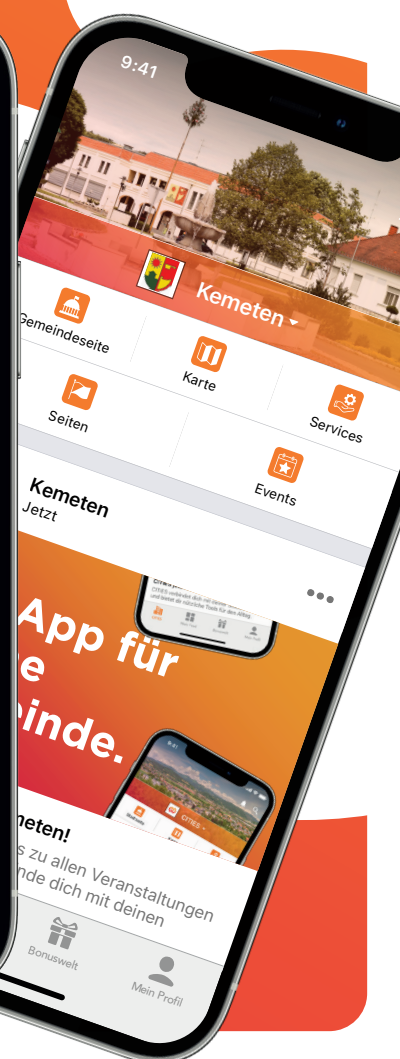 9:41
Kemeten
Gemeindeseite
Karte
Services
Seiten
Events
Kemeten
Jetzt
App für
e
einde.
CITIES
meten!
s zu allen Veranstaltungen
nde dich mit deinen
Bonuswelt
Mein Profil